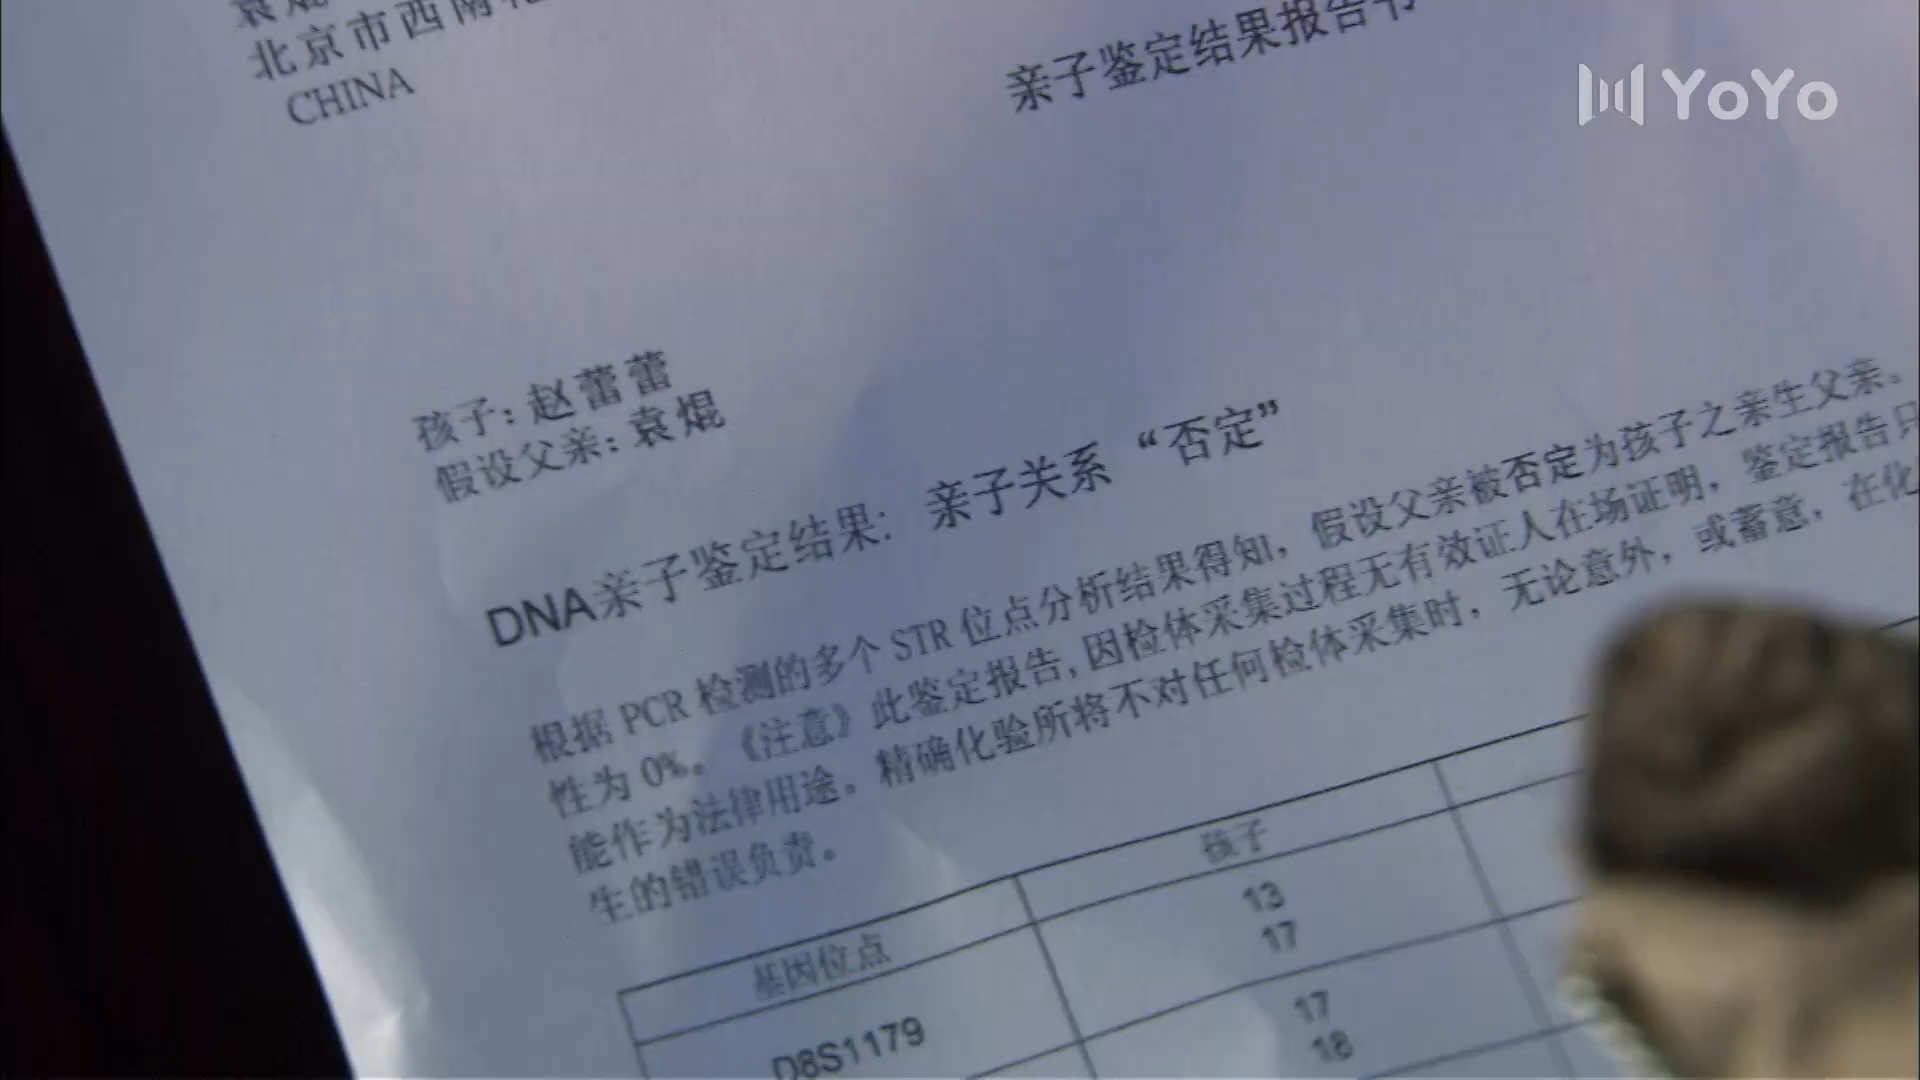 北京市西南
CHINA
亲子鉴定结果报告书
YoYo
孩子：赵蕾蕾
假设父亲：袁焜
DNA亲子鉴定结果：亲子关系“否定”
根据 PCR 检测的多个 STR 位点分析结果得知，假设父亲被否定为孩子之亲生父亲。
性为 0%。《注意》此鉴定报告，因检体采集过程无有效证人在场证明，鉴定报告只
能作为法律用途。精确化验所将不对任何检体采集时，无论意外，或蓄意，在化
生的错误负责。
基因位点 孩子
13
17
D8S1179
17
18